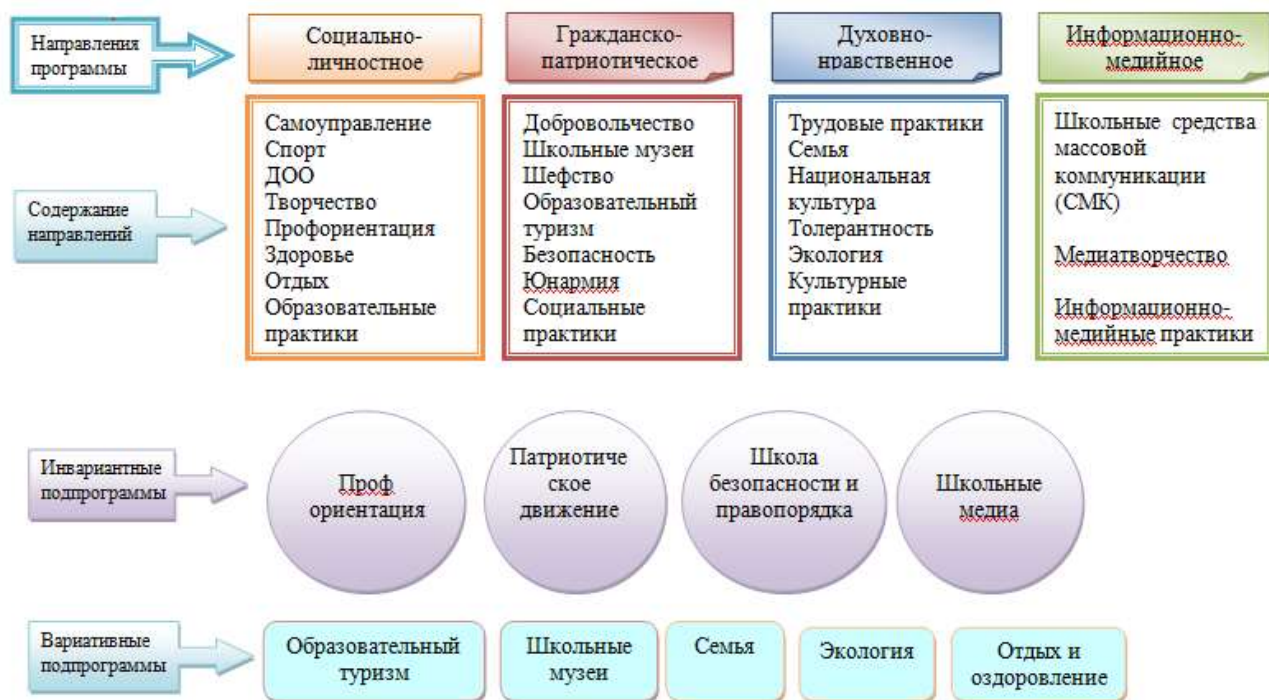 Направления
программы
Социально-
личностное
Гражданско-
патриотическое
Духовно-
нравственное
Информационно-
медийное
Содержание
направлений
Самоуправление
Спорт
ДОО
Творчество
Профориентация
Здоровье
Отдых
Образовательные
практики
Добровольчество
Школьные музеи
Шефство
Образовательный
туризм
Безопасность
Юнармия
Социальные
практики
Трудовые практики
Семья
Национальная
культура
Толерантность
Экология
Культурные
практики
Школьные средства
массовой
коммуникации
(СМК)
Медиатворчество
Информационно-
медийные практики
Инвариантные
подпрограммы
Проф
ориентация
Патриотиче
ское
движение
Школа
безопасности и
правопорядка
Школьные
медиа
Вариативные
подпрограммы
Образовательный
туризм
Школьные
музеи
Семья
Экология
Отдых и
оздоровление